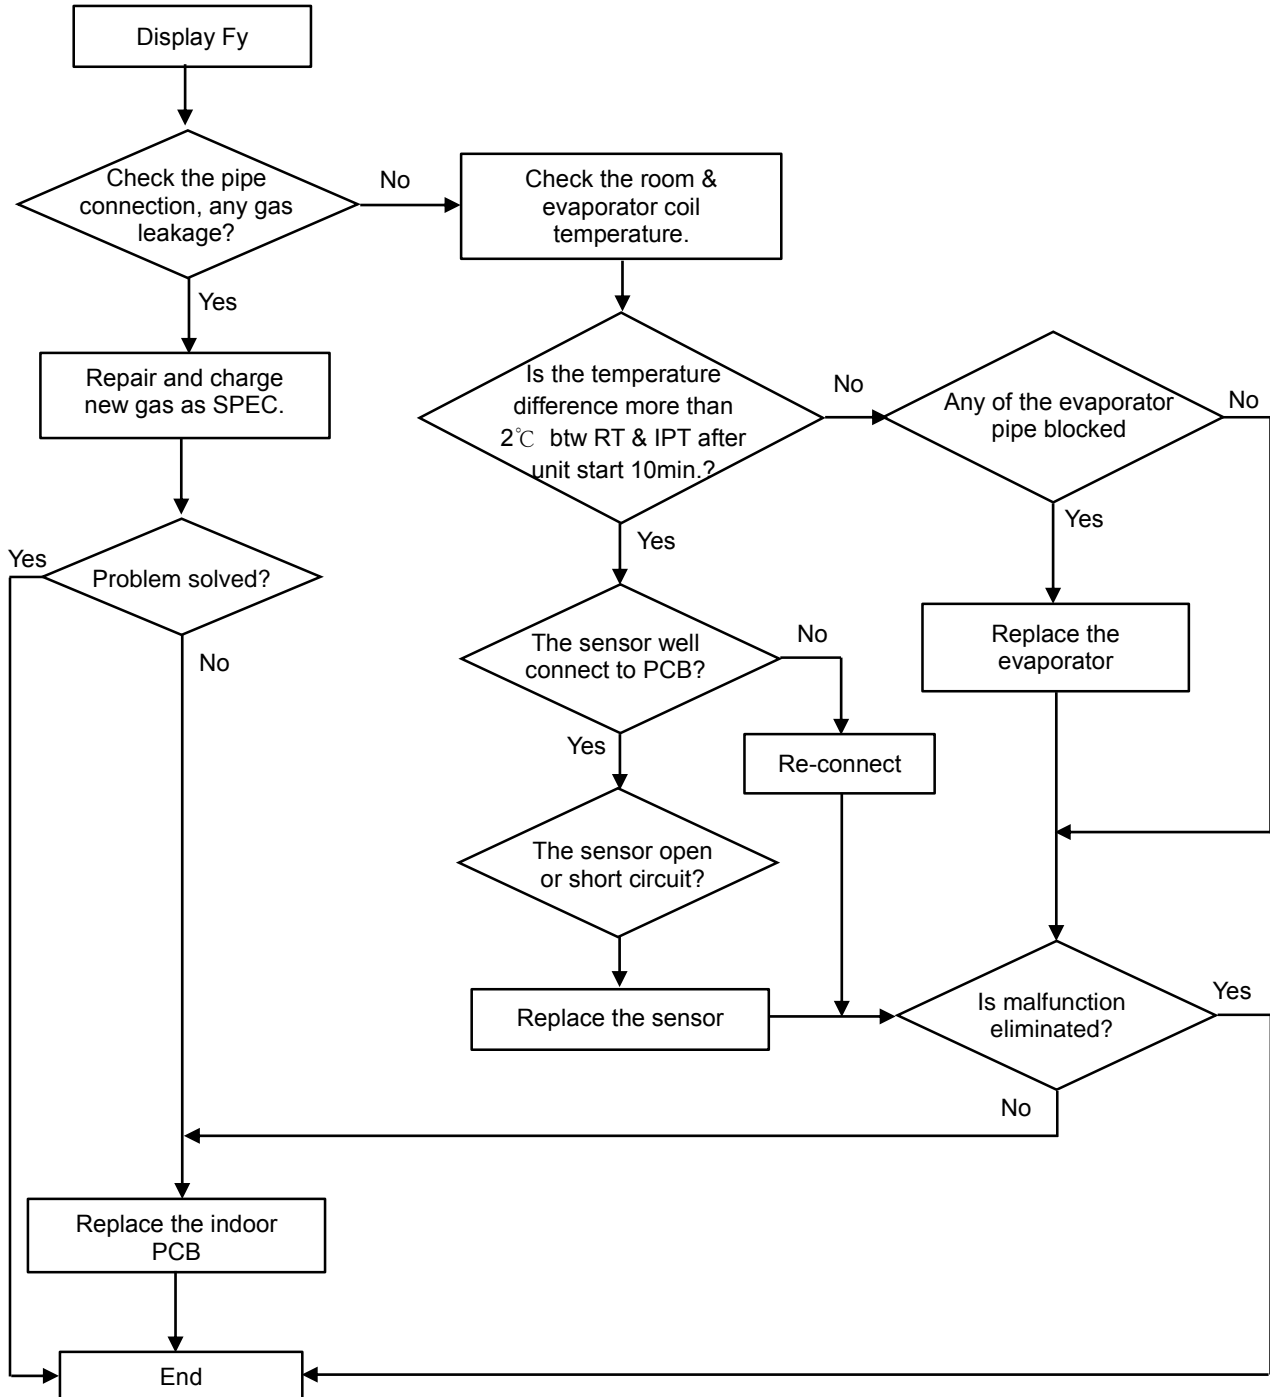 Display Fy
Check the pipe
connection, any gas
leakage?
No
Check the room &
evaporator coil
temperature.
Yes
Repair and charge
new gas as SPEC.
Is the temperature
difference more than
2℃ btw RT & IPT after
unit start 10min.?
No
Any of the evaporator
pipe blocked
No
Yes
Problem solved?
No
Yes
The sensor well
connect to PCB?
No
Yes
Replace the
evaporator
Yes
Re-connect
The sensor open
or short circuit?
Replace the sensor
Is malfunction
eliminated?
Yes
No
Replace the indoor
PCB
End